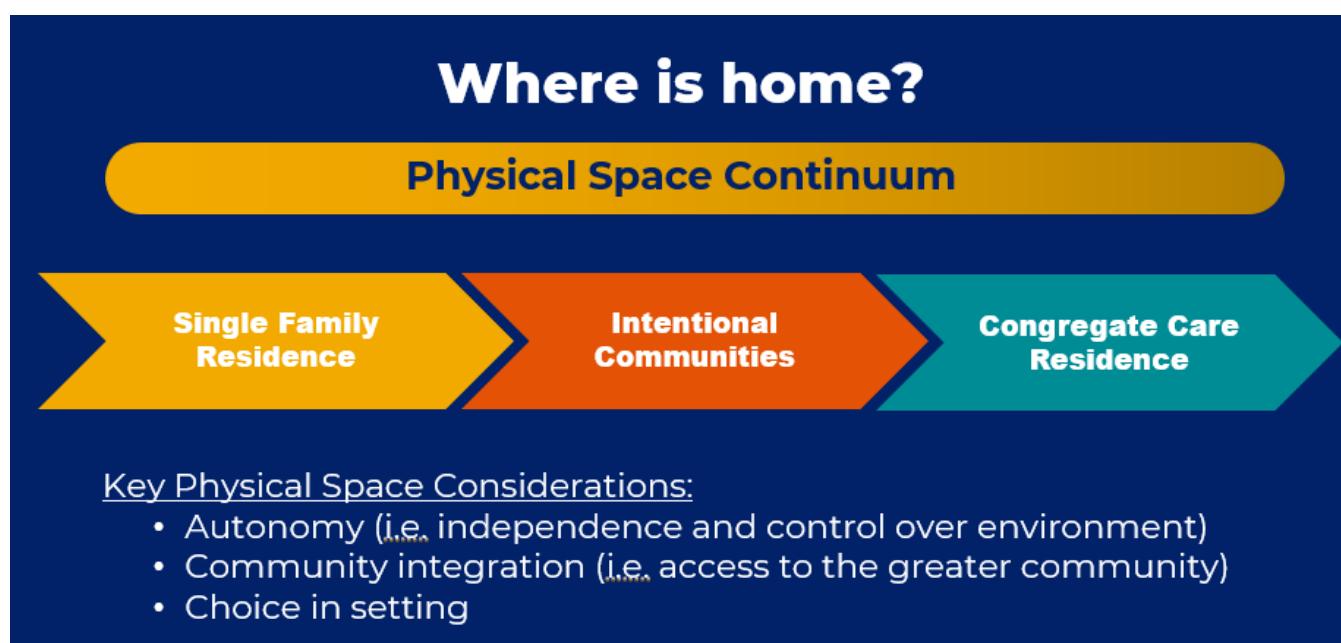 Where is home?
Physical Space Continuum
Single Family
Residence
Intentional
Communities
Congregate Care
Residence
Key Physical Space Considerations:
• Autonomy (i.e. independence and control over environment)
• Community integration (i.e. access to the greater community)
• Choice in setting